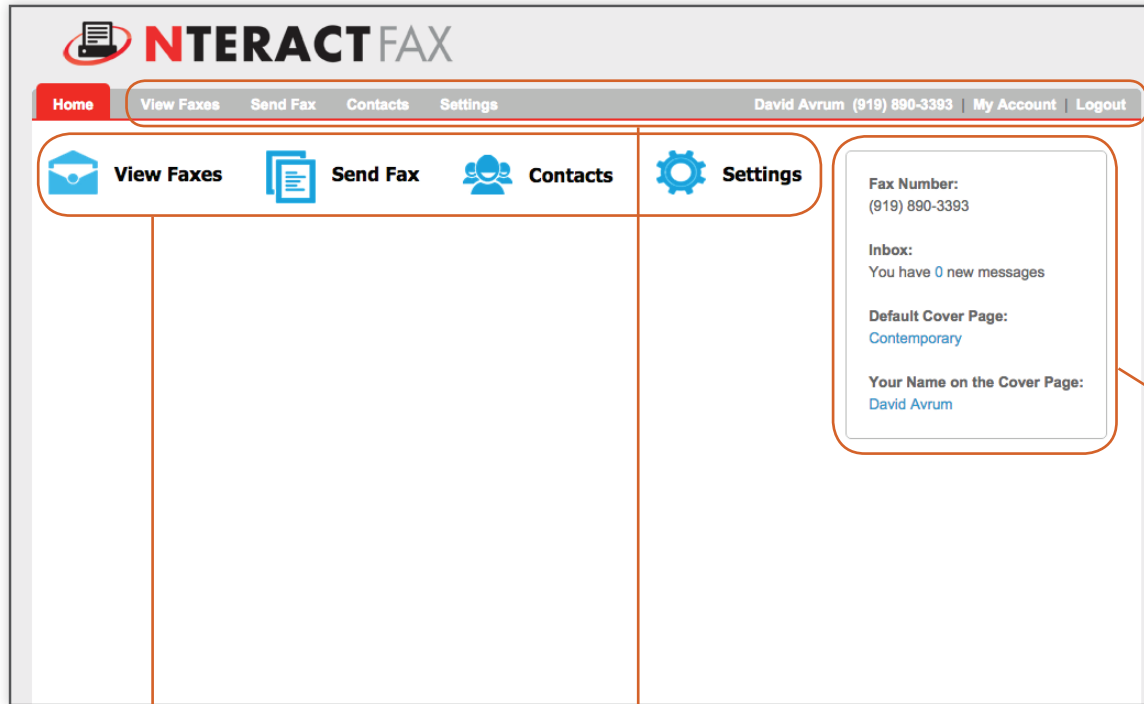 NTERACTFAX
Home View Faxes Send Fax Contacts Settings David Avrum (919) 890-3393 | My Account | Logout
View Faxes Send Fax Contacts Settings
Fax Number:
(919) 890-3393
Inbox:
You have 0 new messages
Default Cover Page:
Contemporary
Your Name on the Cover Page:
David Avrum